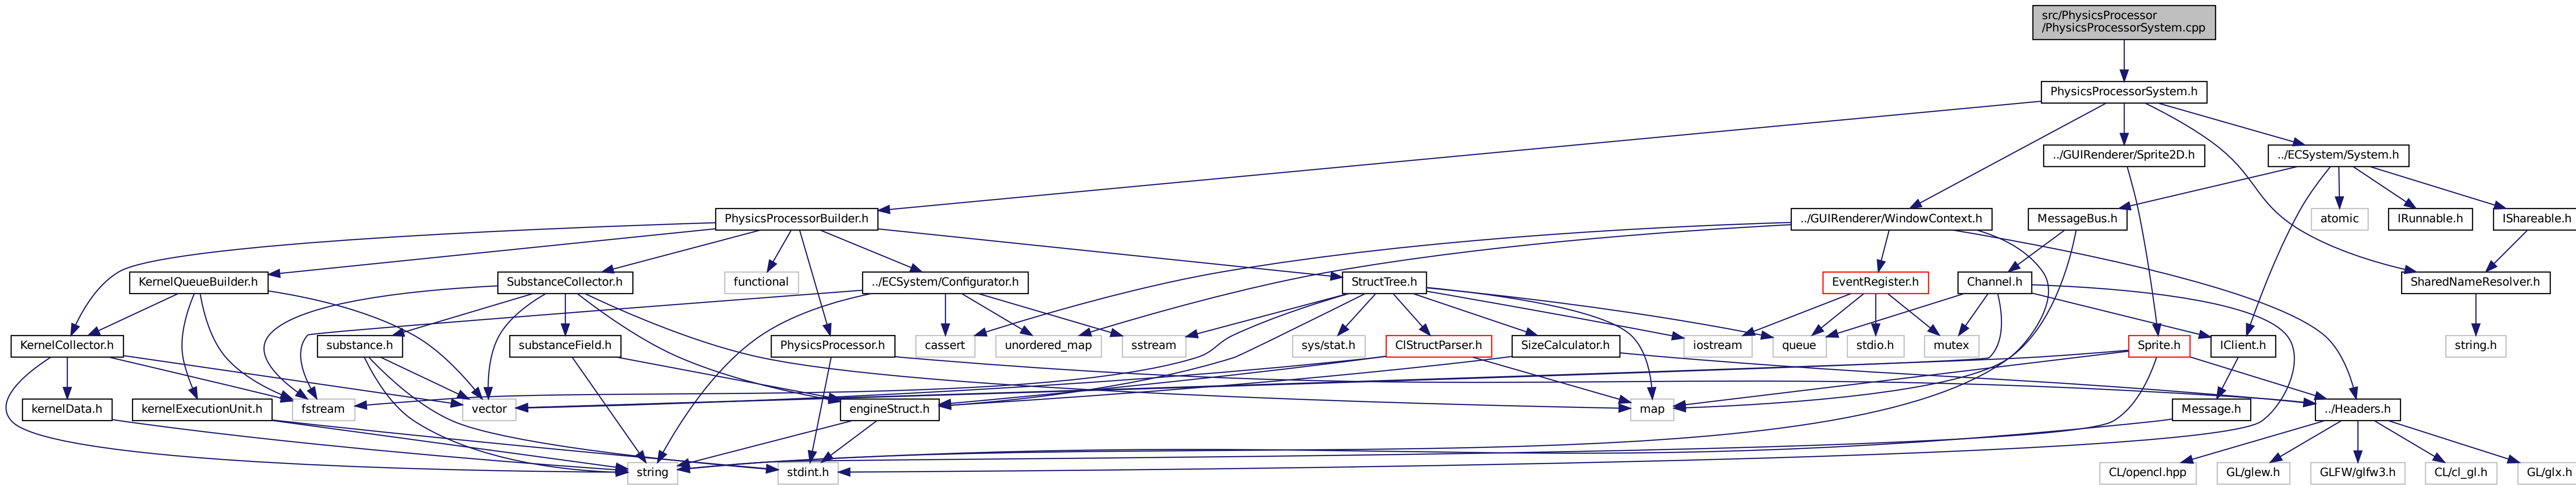 src/PhysicsProcessor
/PhysicsProcessorSystem.cpp
PhysicsProcessorSystem.h
../GUIRenderer/Sprite2D.h
../ECSystem/System.h
PhysicsProcessorBuilder.h
../GUIRenderer/WindowContext.h
MessageBus.h
atomic
IRunnable.h
IShareable.h
KernelQueueBuilder.h
SubstanceCollector.h
functional
../ECSystem/Configurator.h
StructTree.h
EventRegister.h
Channel.h
SharedNameResolver.h
KernelCollector.h
substance.h
substanceField.h
PhysicsProcessor.h
cassert
unordered_map
sstream
sys/stat.h
ClStructParser.h
SizeCalculator.h
iostream
queue
stdio.h
mutex
Sprite.h
IClient.h
string.h
kernelData.h
kernelExecutionUnit.h
fstream
vector
engineStruct.h
map
Message.h
../Headers.h
string
stdint.h
CL/opencl.hpp
GL/glew.h
GLFW/glfw3.h
CL/cl_gl.h
GL/glx.h